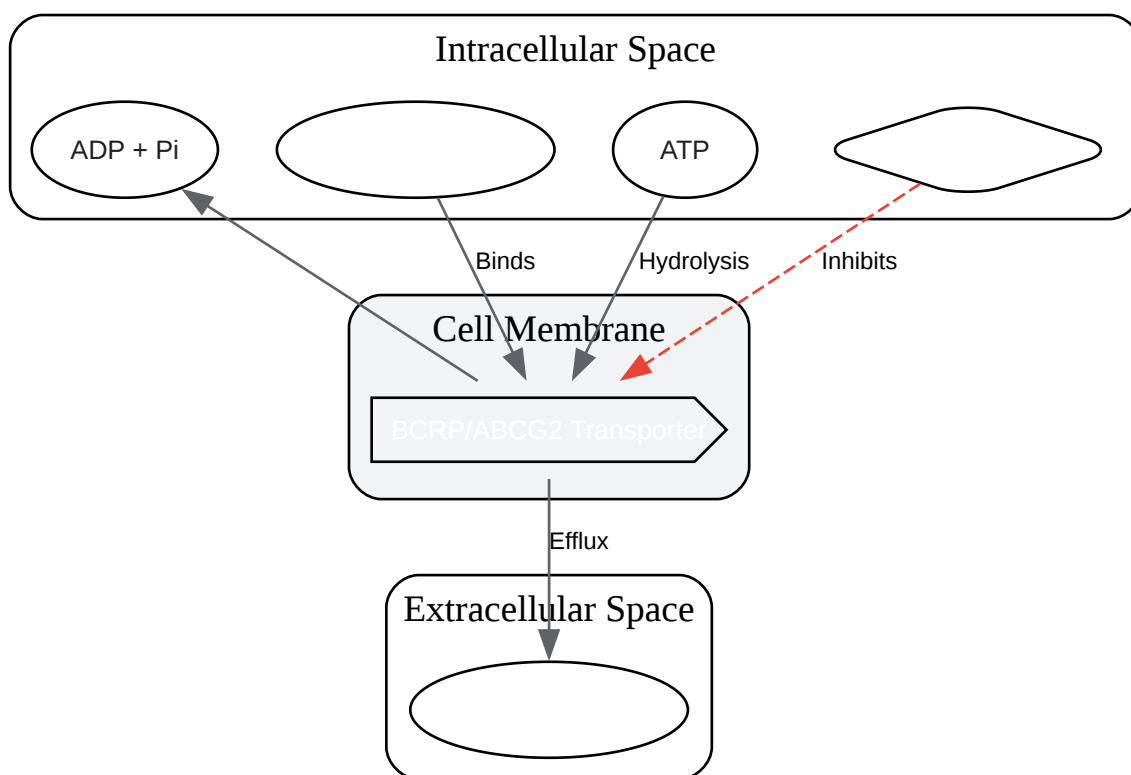 Intracellular Space
ADP + Pi
ATP
Binds
Hydrolysis
Inhibits
Cell Membrane
BCRP/ABCG2 Transporter
Efflux
Extracellular Space